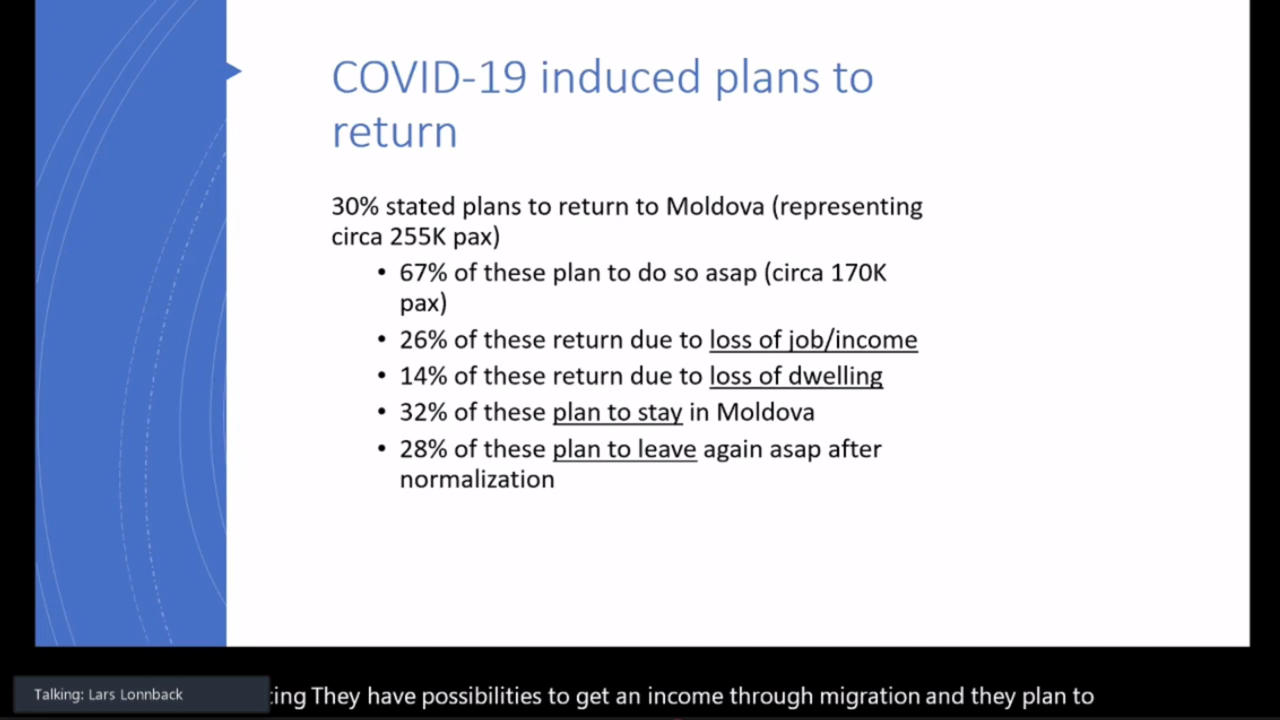 COVID-19 induced plans to
return
30% stated plans to return to Moldova (representing
circa 255K pax)
• 67% of these plan to do so asap (circa 170K
pax)
• 26% of these return due to loss of job/income
• 14% of these return due to loss of dwelling
• 32% of these plan to stay in Moldova
• 28% of these plan to leave again asap after
normalization
Talking: Lars Lonnback
They have possibilities to get an income through migration and they plan to